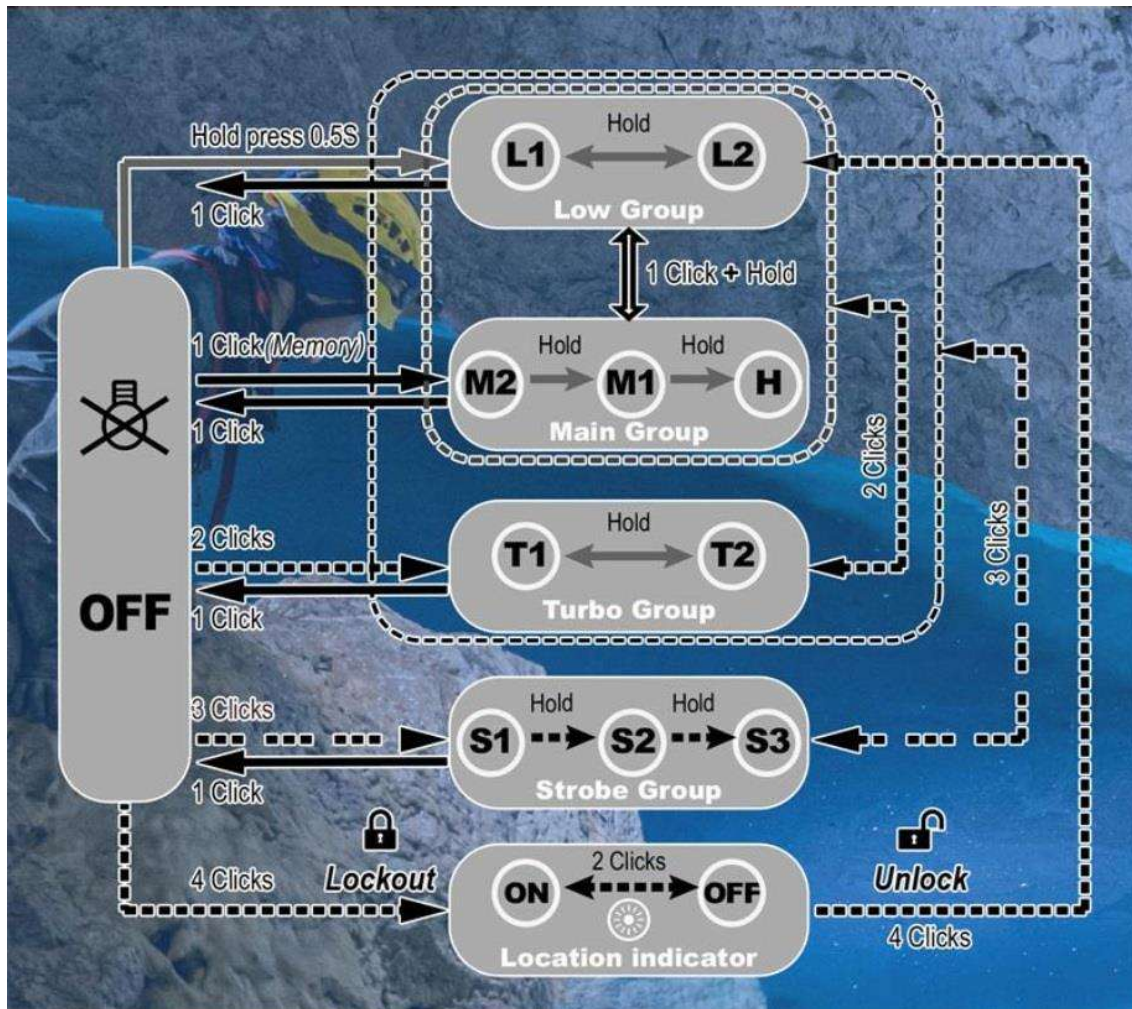 Hold press 0.5S
1 Click
L1
Hold
L2
Low Group
1 Click + Hold
1 Click (Memory)
1 Click
M2
Hold
M1
Hold
H
Main Group
2 Clicks
3 Clicks
OFF
2 Clicks
1 Click
T1
Hold
T2
Turbo Group
3 Clicks
1 Click
S1
Hold
S2
Hold
S3
Strobe Group
4 Clicks
Lockout
ON
2 Clicks
OFF
Location indicator
Unlock
4 Clicks